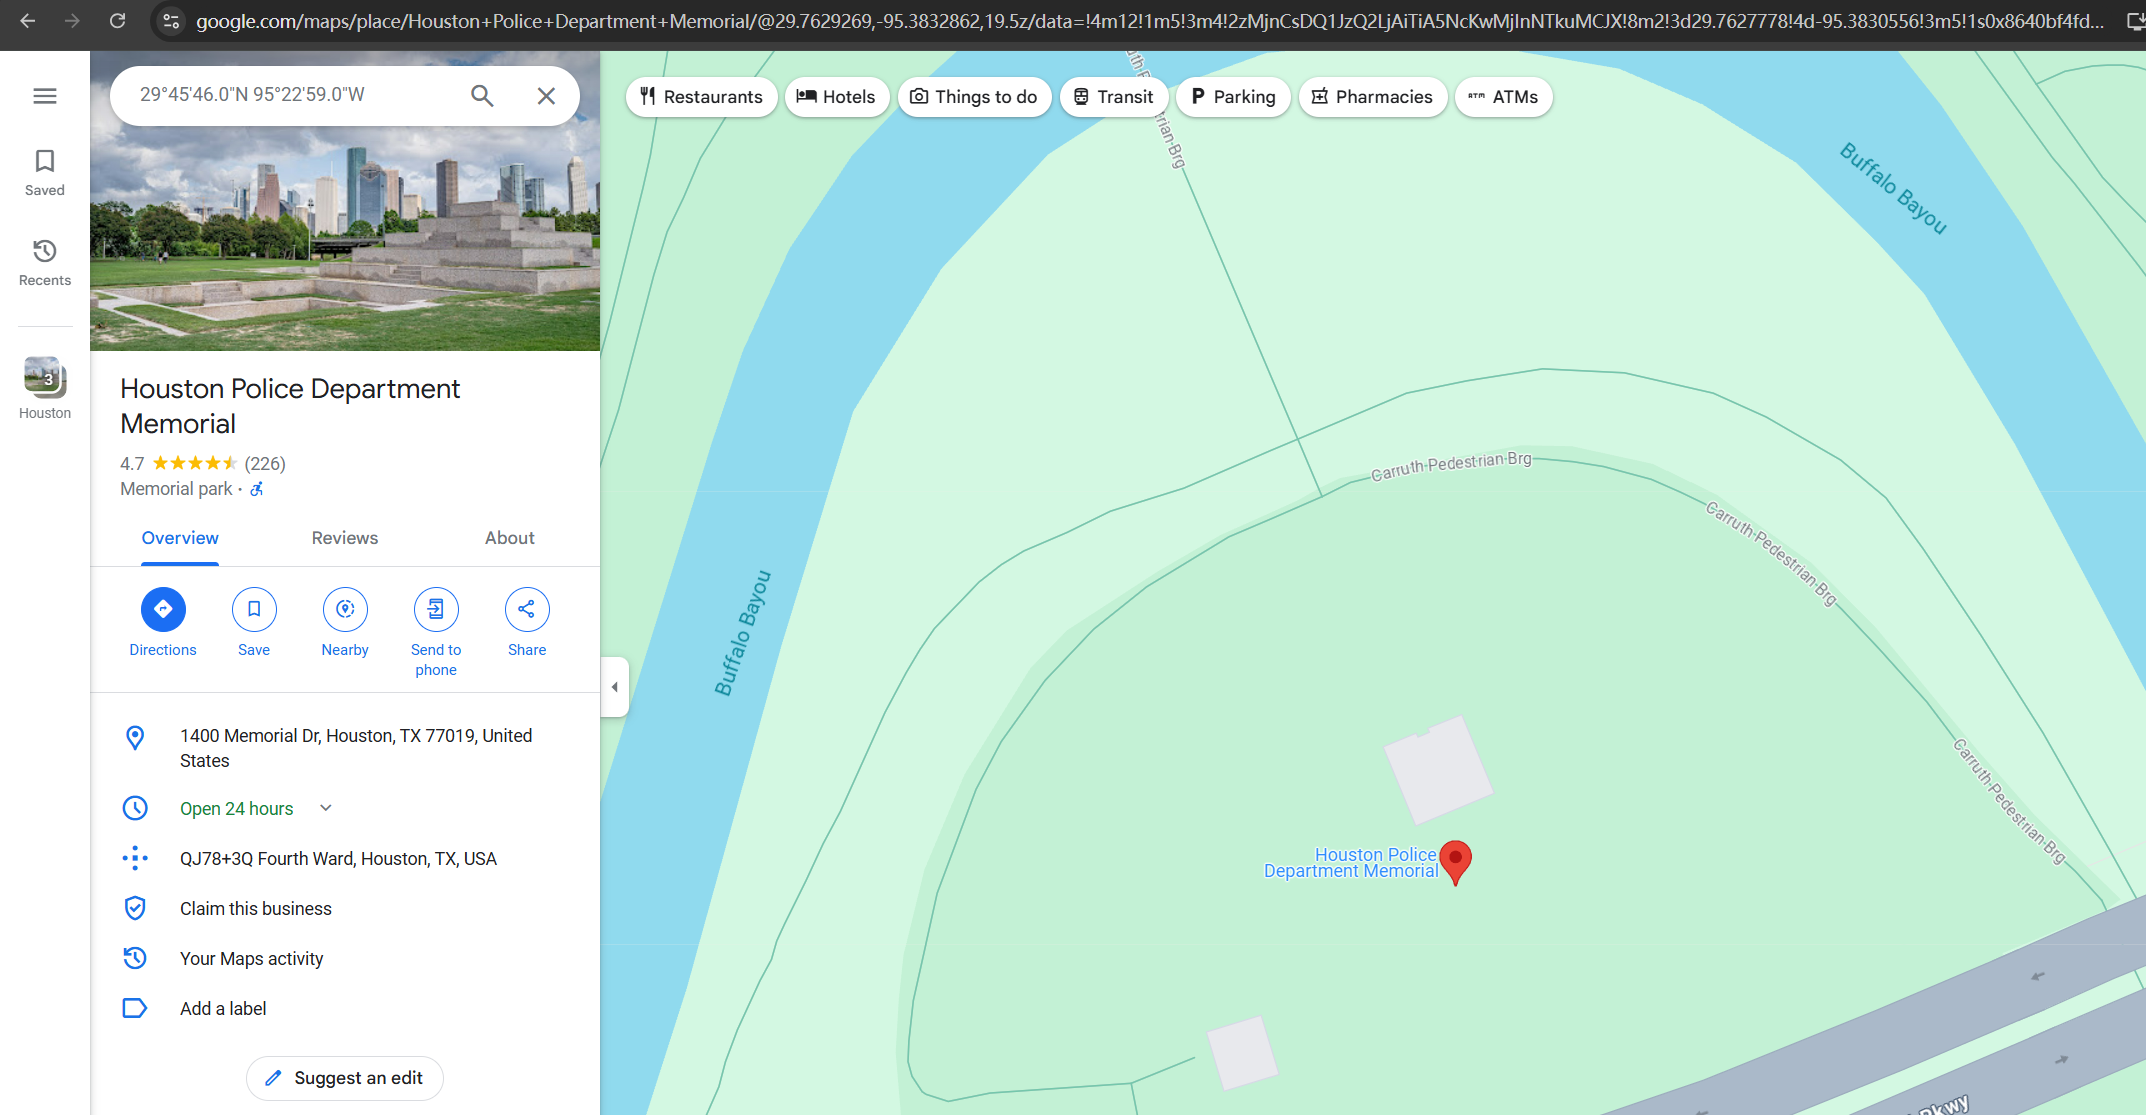 google.com/maps/place/Houston+Police+Department+Memorial/@29.7629269,-95.3832862,19.5z/data=!4m12!1m5!3m4!2zMjnCsDQ1JzQ2LjAiTiA5NcKwMjInNTkuMCJX!8m2!3d29.7627778!4d-95.3830556!3m5!1s0x8640bf4fd...
29°45'46.0"N 95°22'59.0"W
Restaurants
Hotels
Things to do
Transit
Parking
Pharmacies
ATM ATMs
Saved
Recents
3
Houston
Houston Police Department
Memorial
4.7 (226)
Memorial park ·
Overview
Reviews
About
Directions
Save
Nearby
Send to
phone
Share
1400 Memorial Dr, Houston, TX 77019, United
States
Open 24 hours
QJ78+3Q Fourth Ward, Houston, TX, USA
Claim this business
Your Maps activity
Add a label
Suggest an edit
Buffalo Bayou
Buffalo Bayou
Carruth Pedestrian Brg
Carruth Pedestrian Brg
Carruth Pedestrian Brg
Houston Police
Department Memorial
Pkwy